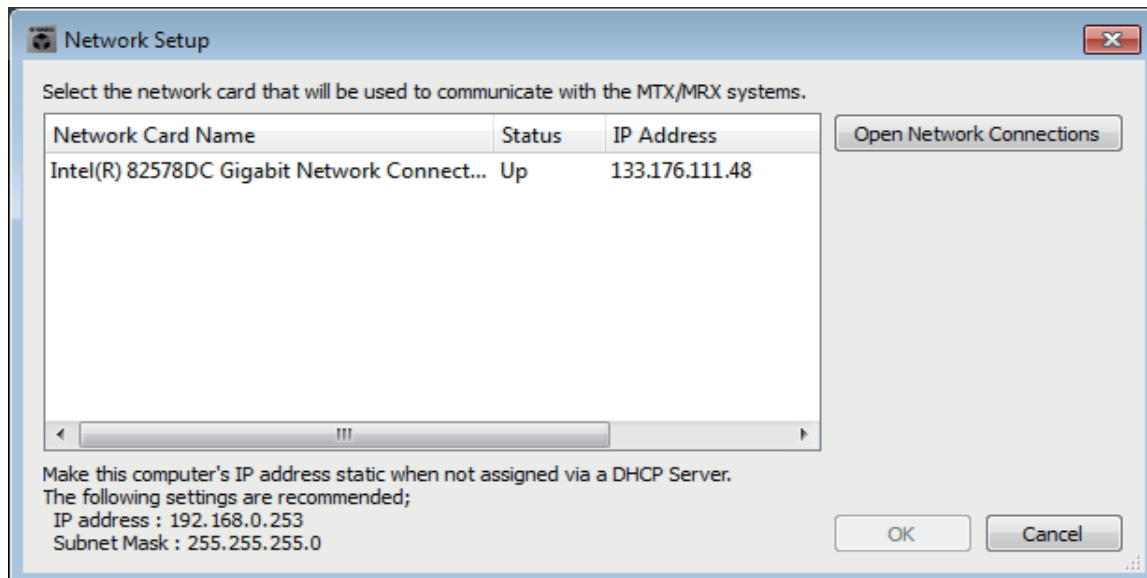 Network Setup
Select the network card that will be used to communicate with the MTX/MRX systems.
Network Card Name Status IP Address
Open Network Connections
Intel(R) 82578DC Gigabit Network Connect... Up 133.176.111.48
Make this computer's IP address static when not assigned via a DHCP Server.
The following settings are recommended;
IP address : 192.168.0.253
Subnet Mask : 255.255.255.0
OK Cancel